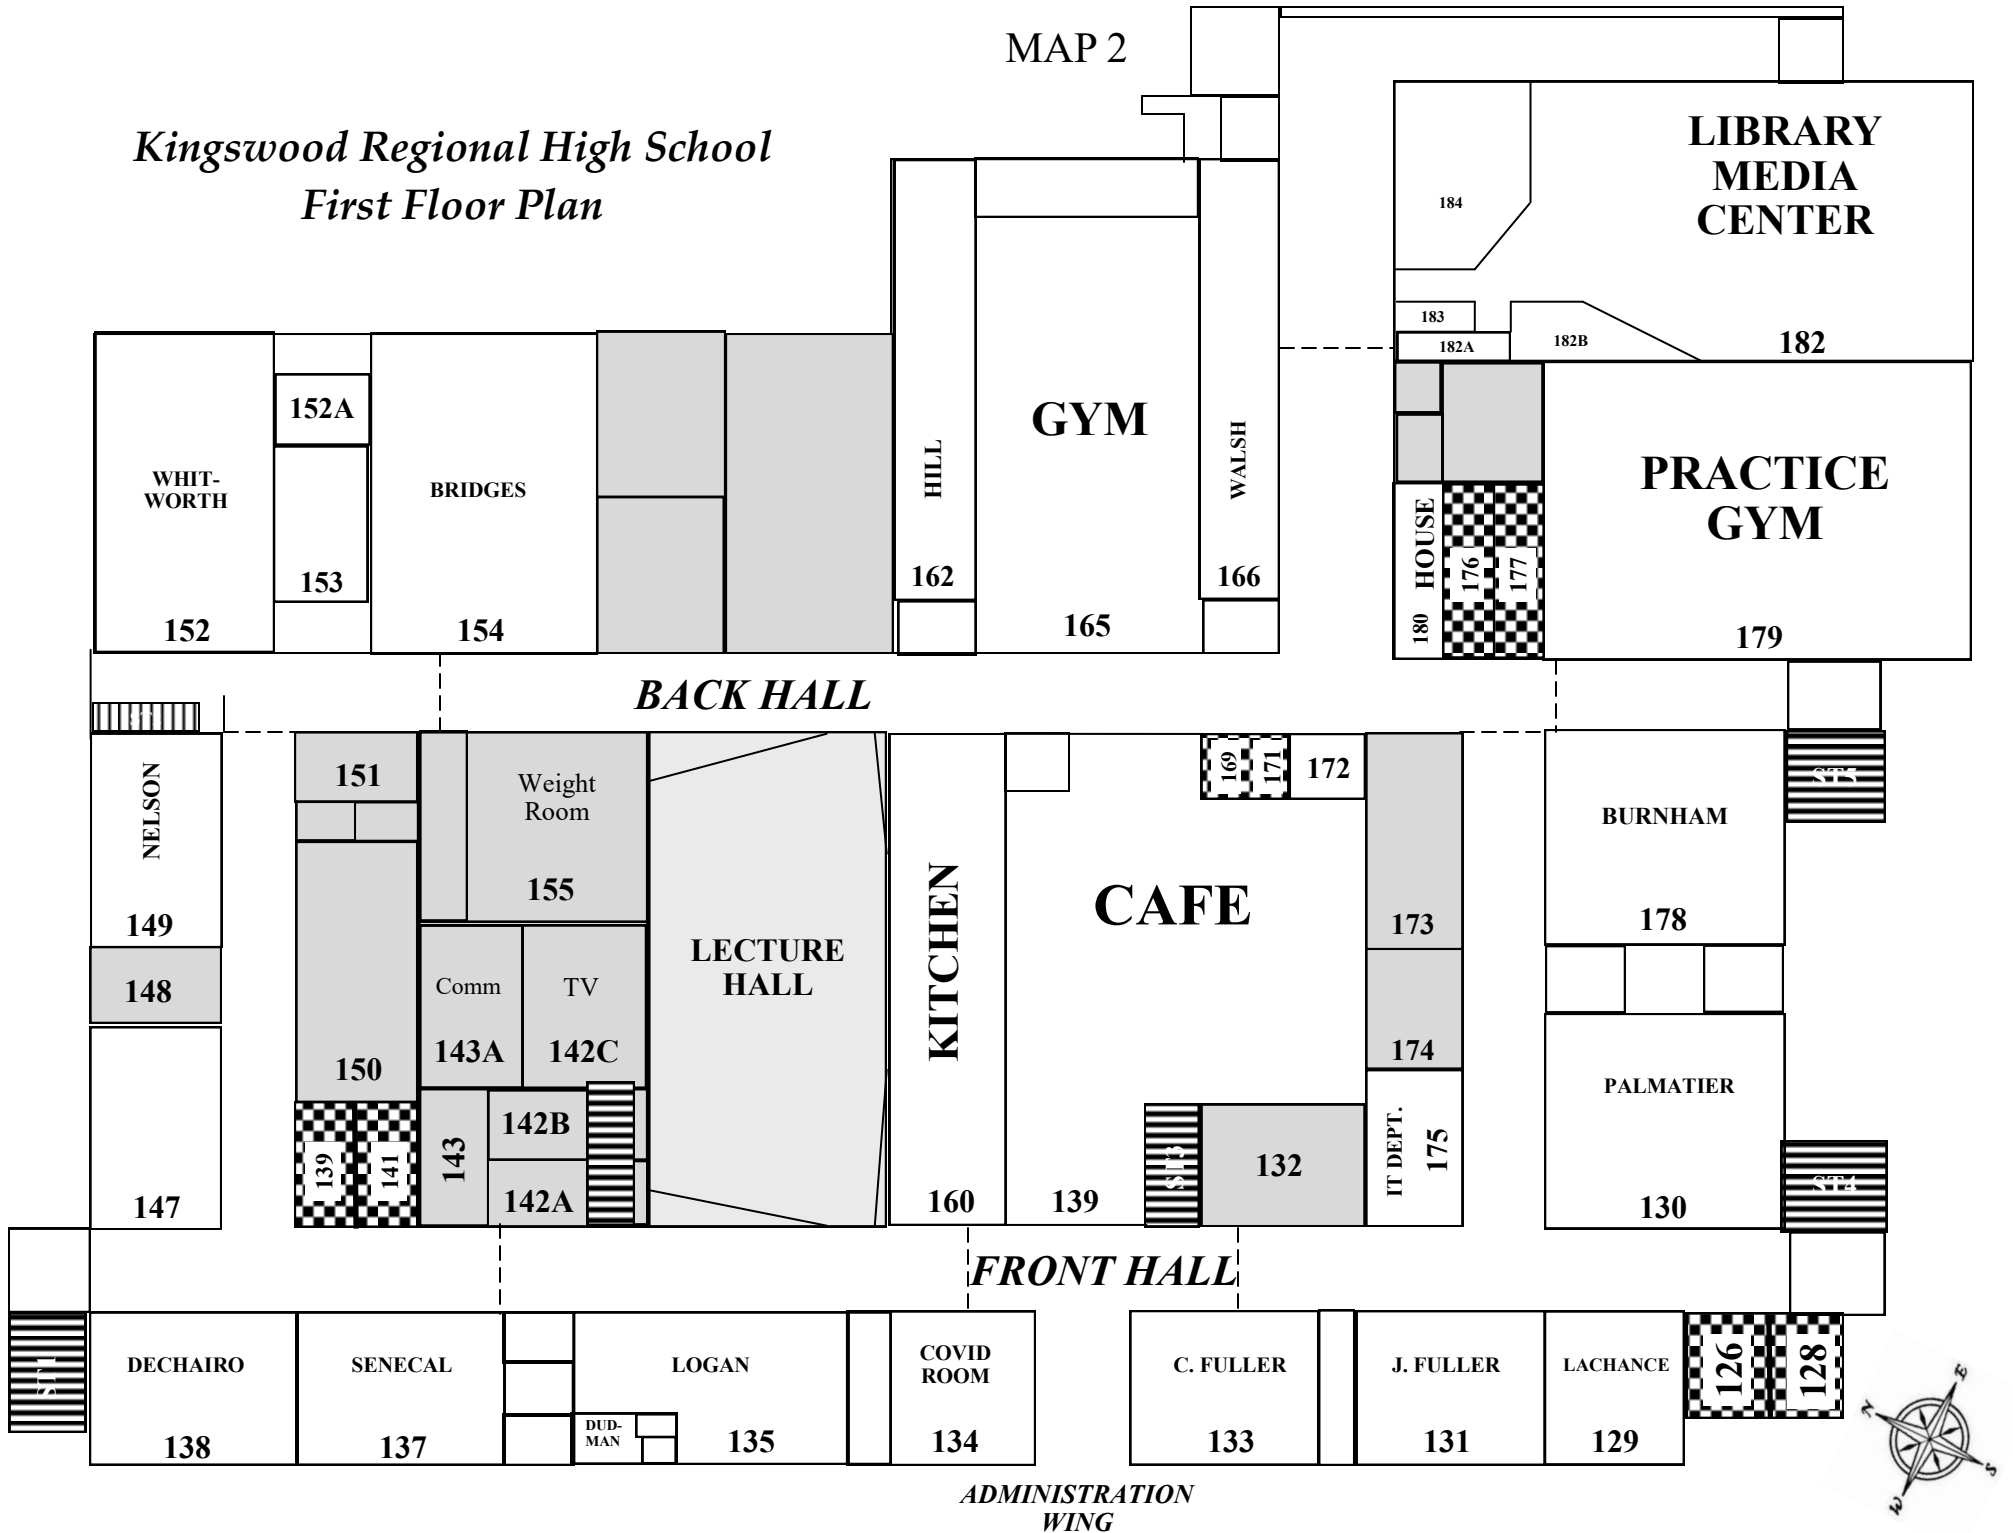 MAP 2
Kingswood Regional High School
First Floor Plan
LIBRARY
MEDIA
CENTER
184
183
182A
182B
182
GYM
HILL
WALSH
162
166
165
152A
WHIT-
WORTH
BRIDGES
153
152
154
PRACTICE
GYM
HOUSE
180
176
177
179
BACK HALL
NELSON
149
148
147
151
150
139
141
Weight
Room
155
Comm
143A
TV
142C
143
142B
142A
LECTURE
HALL
KITCHEN
160
CAFE
139
169
171
172
173
174
IT DEPT.
175
132
ST3
BURNHAM
178
ST5
PALMATIER
130
ST4
FRONT HALL
ST1
DECHAIRO
138
SENECAL
137
LOGAN
DUD-
MAN
135
COVID
ROOM
134
C. FULLER
133
J. FULLER
131
LACHANCE
129
126
128
ADMINISTRATION
WING
E
N
S
W